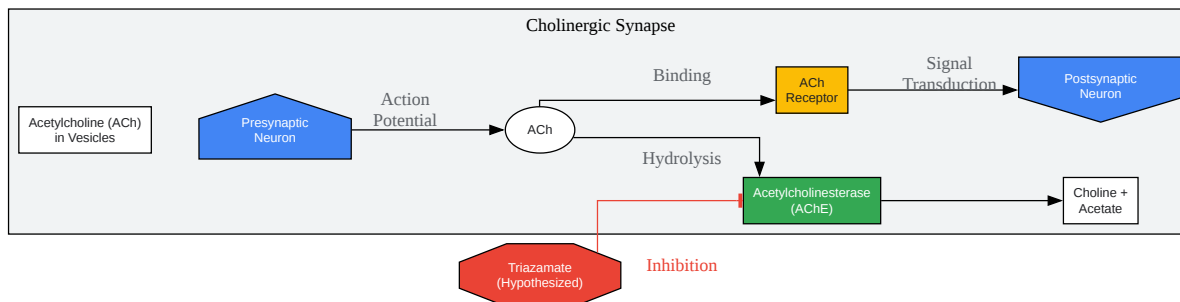 Cholinergic Synapse
Acetylcholine (ACh)
in Vesicles
Presynaptic
Neuron
Action
Potential
ACh
Binding
Hydrolysis
ACh
Receptor
Signal
Transduction
Postsynaptic
Neuron
Acetylcholinesterase
(AChE)
Choline +
Acetate
Triazamate
(Hypothesized)
Inhibition